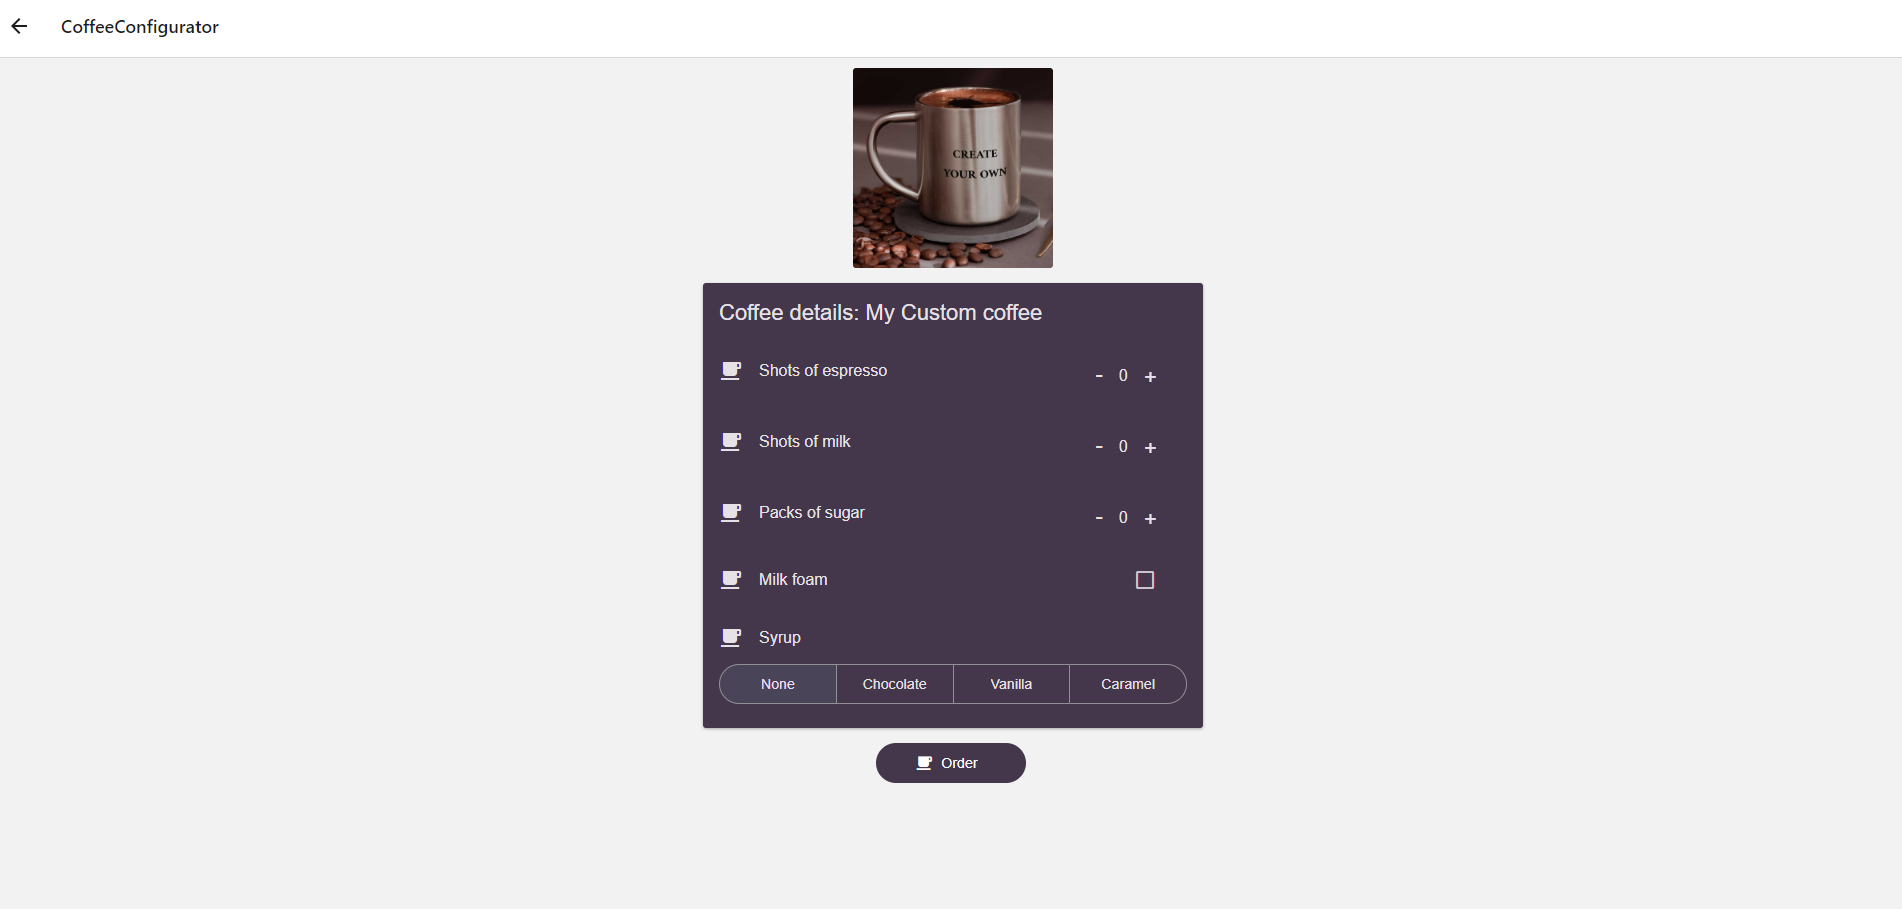 CoffeeConfigurator
CREATE
YOUR OWN
Coffee details: My Custom coffee
Shots of espresso - 0 +
Shots of milk - 0 +
Packs of sugar - 0 +
Milk foam
Syrup
None Chocolate Vanilla Caramel
Order